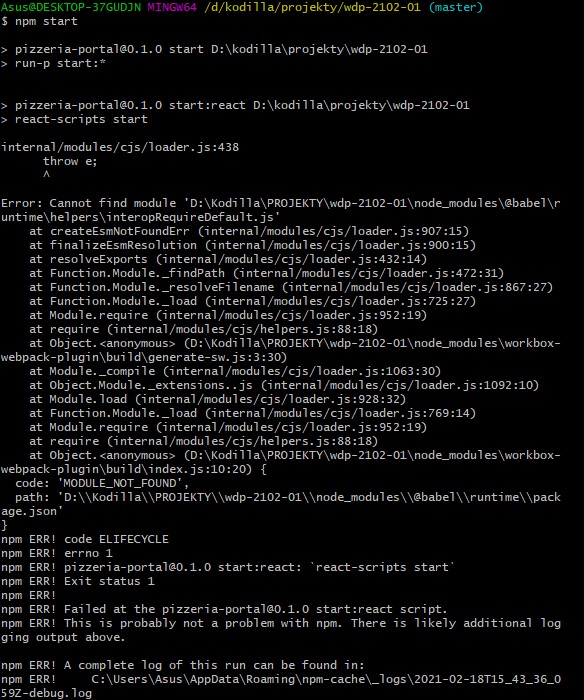 Asus@DESKTOP-37GUDJN MINGW64 /d/kodilla/projekty/wdp-2102-01 (master)
$ npm start

> pizzeria-portal@0.1.0 start D:\kodilla\projekty\wdp-2102-01
> run-p start:*

> pizzeria-portal@0.1.0 start:react D:\kodilla\projekty\wdp-2102-01
> react-scripts start

internal/modules/cjs/loader.js:438
      throw e;
      ^

Error: Cannot find module 'D:\Kodilla\PROJEKTY\wdp-2102-01\node_modules\@babel\r
untime\helpers\interopRequireDefault.js'
    at createEsmNotFoundErr (internal/modules/cjs/loader.js:907:15)
    at finalizeEsmResolution (internal/modules/cjs/loader.js:900:15)
    at resolveExports (internal/modules/cjs/loader.js:432:14)
    at Function.Module._findPath (internal/modules/cjs/loader.js:472:31)
    at Function.Module._resolveFilename (internal/modules/cjs/loader.js:867:27)
    at Function.Module._load (internal/modules/cjs/loader.js:725:27)
    at Module.require (internal/modules/cjs/loader.js:952:19)
    at require (internal/modules/cjs/helpers.js:88:18)
    at Object.<anonymous> (D:\Kodilla\PROJEKTY\wdp-2102-01\node_modules\workbox-
webpack-plugin\build\generate-sw.js:3:30)
    at Module._compile (internal/modules/cjs/loader.js:1063:30)
    at Object.Module._extensions..js (internal/modules/cjs/loader.js:1092:10)
    at Module.load (internal/modules/cjs/loader.js:928:32)
    at Function.Module._load (internal/modules/cjs/loader.js:769:14)
    at Module.require (internal/modules/cjs/loader.js:952:19)
    at require (internal/modules/cjs/helpers.js:88:18)
    at Object.<anonymous> (D:\Kodilla\PROJEKTY\wdp-2102-01\node_modules\workbox-
webpack-plugin\build\index.js:10:20) {
  code: 'MODULE_NOT_FOUND',
  path: 'D:\\Kodilla\\PROJEKTY\\wdp-2102-01\\node_modules\\@babel\\runtime\\pack
age.json'
}
npm ERR! code ELIFECYCLE
npm ERR! errno 1
npm ERR! pizzeria-portal@0.1.0 start:react: `react-scripts start`
npm ERR! Exit status 1
npm ERR!
npm ERR! Failed at the pizzeria-portal@0.1.0 start:react script.
npm ERR! This is probably not a problem with npm. There is likely additional log
ging output above.

npm ERR! A complete log of this run can be found in:
npm ERR!     C:\Users\Asus\AppData\Roaming\npm-cache\_logs\2021-02-18T15_43_36_0
59Z-debug.log